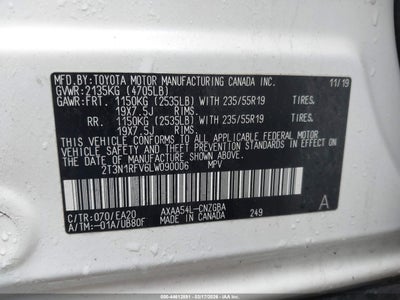 MFD. BY: TOYOTA MOTOR MANUFACTURING CANADA INC. 11/19
GVWR: 2135KG (4705LB)
GAWR: FRT. 1150KG (2535LB) WITH 235/55R19 TIRES.
19X7.5J RIMS.
RR. 1150KG (2535LB) WITH 235/55R19 TIRES.
19X7.5J RIMS.
THIS VEHICLE CONFORMS TO ALL APPLICABLE FEDERAL MOTOR
VEHICLE SAFETY STANDARDS IN EFFECT ON THE DATE OF
MANUFACTURE SHOWN ABOVE.
2T3N1RFV6LW090006 MPV
C/TR: 070/EA20 AXAA54L-CNZGBA
A/TM: -01A/UB80F MADE IN CANADA 249
A